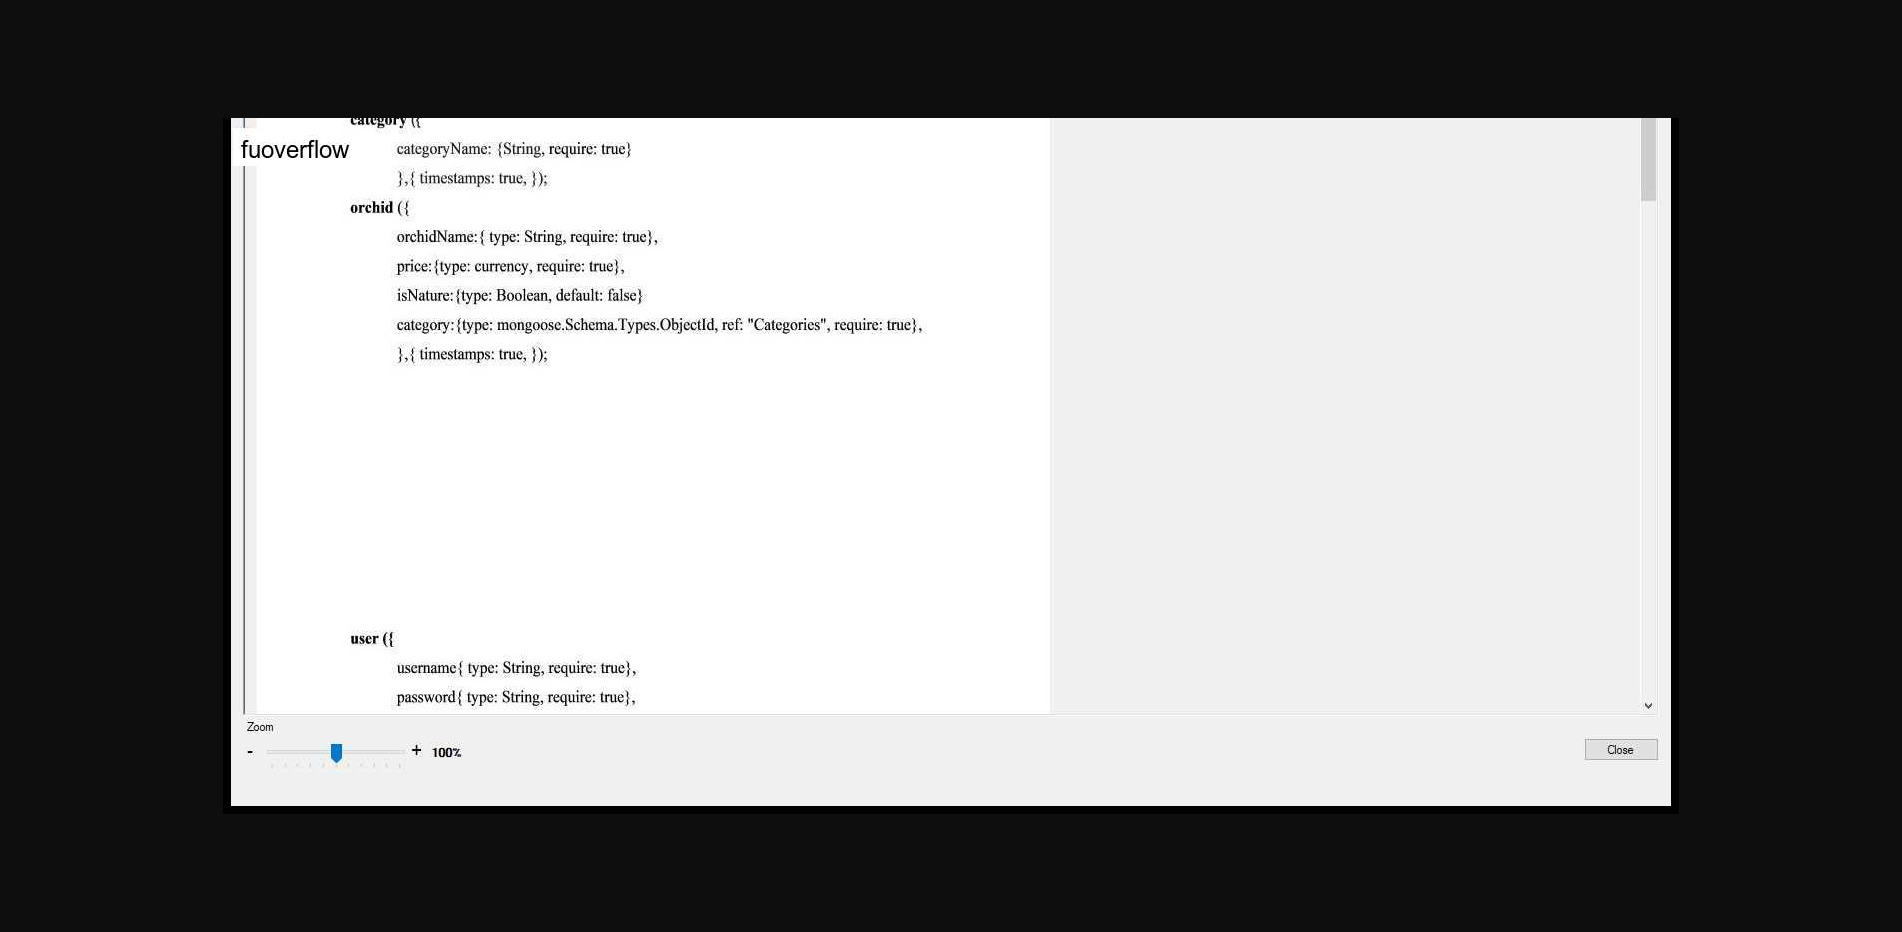 category ({
fuoverflow
categoryName: {String, require: true}
},{ timestamps: true, });
orchid ({
orchidName:{ type: String, require: true},
price:{type: currency, require: true},
isNature:{type: Boolean, default: false}
category:{type: mongoose.Schema.Types.ObjectId, ref: "Categories", require: true},
},{ timestamps: true, });
user ({
username{ type: String, require: true},
password{ type: String, require: true},
Zoom
- + 100%
Close